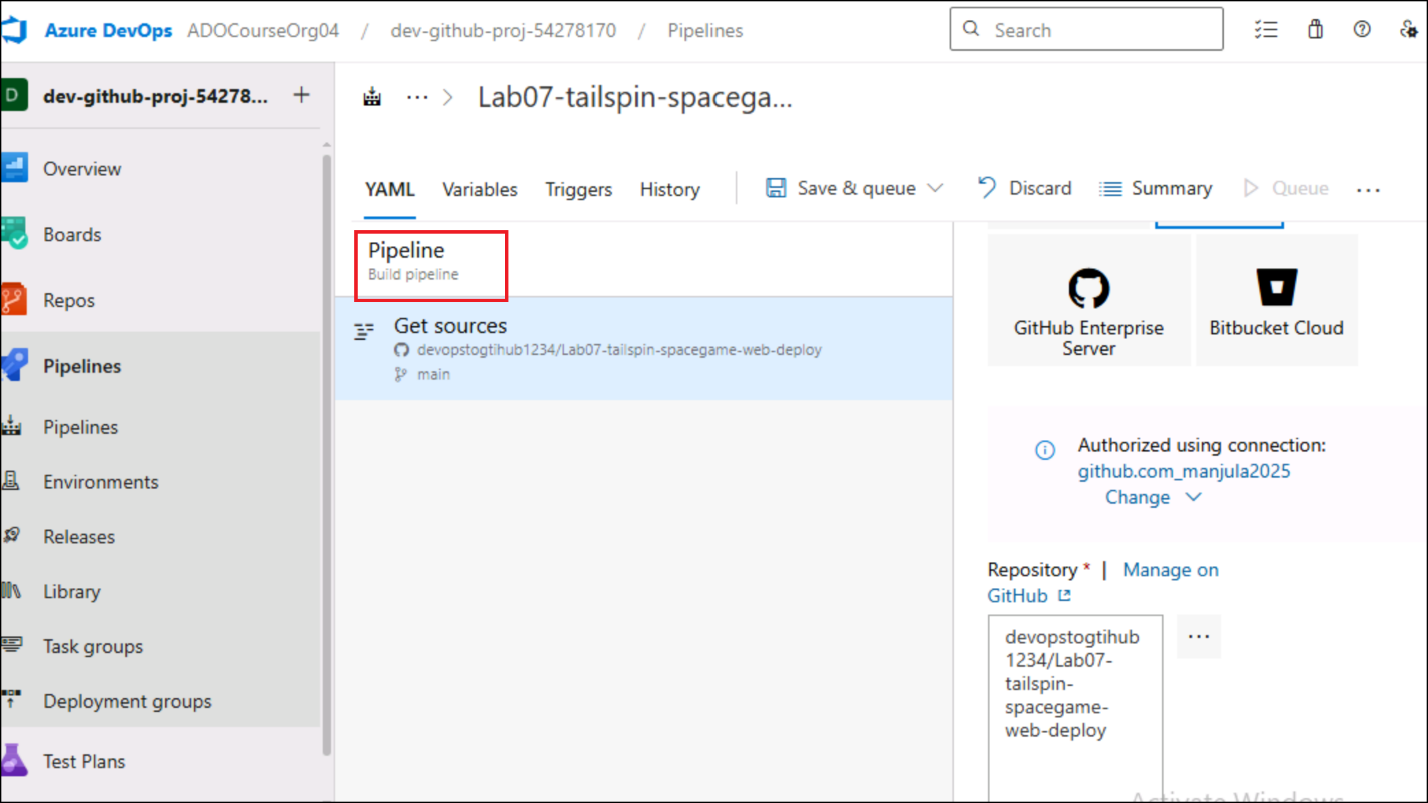 Azure DevOps ADOCourseOrg04 / dev-github-proj-54278170 / Pipelines
Search
D dev-github-proj-54278... +
Overview
Boards
Repos
Pipelines
Pipelines
Environments
Releases
Library
Task groups
Deployment groups
Test Plans
... > Lab07-tailspin-spacega...
YAML Variables Triggers History Save & queue Discard Summary Queue ...
Pipeline
Build pipeline
Get sources
devopstogtihub1234/Lab07-tailspin-spacegame-web-deploy
main
GitHub Enterprise
Server
Bitbucket Cloud
Authorized using connection:
github.com_manjula2025
Change
Repository * | Manage on
GitHub
devopstogtihub
1234/Lab07-
tailspin-
spacegame-
web-deploy
...
Activate Windows